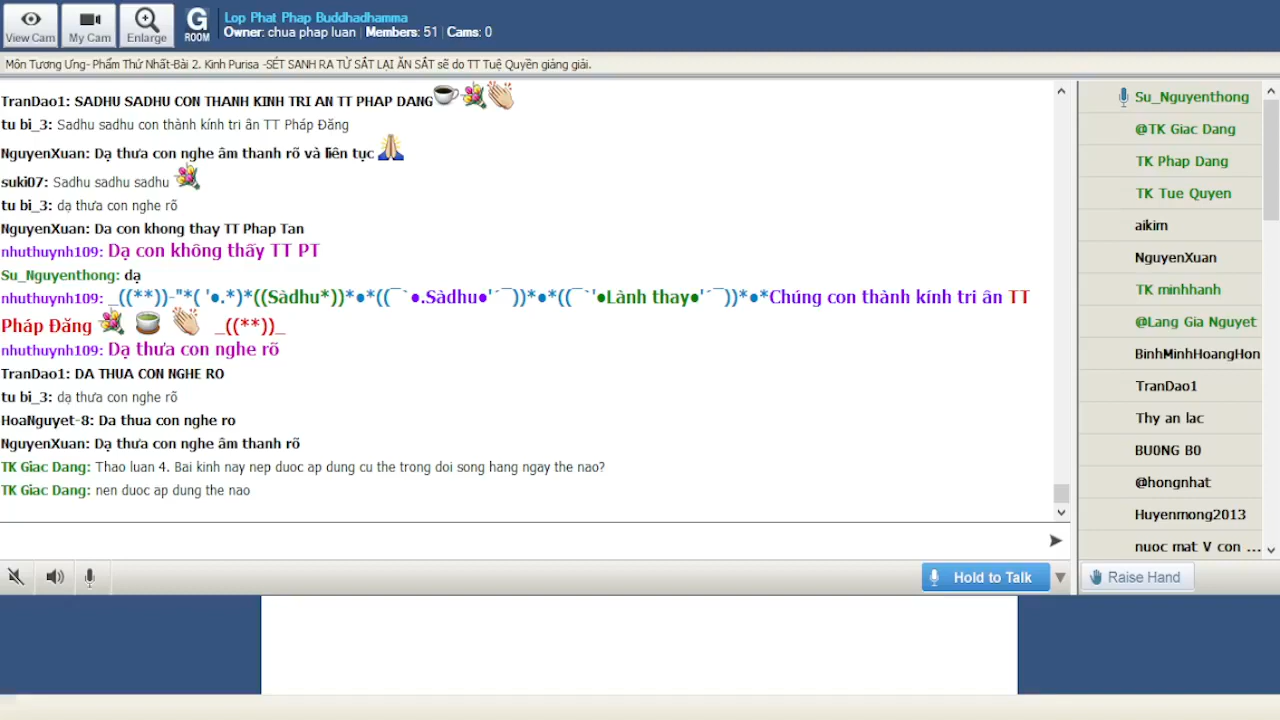 View Cam
My Cam
Enlarge
G
ROOM
Lop Phat Phap Buddhadhamma
Owner: chua phap luan | Members: 51 | Cams: 0
Môn Tương Ưng- Phẩm Thứ Nhất-Bài 2. Kinh Purisa -SÉT SANH RA TỪ SẮT LẠI ĂN SẮT sẽ do TT Tuệ Quyền giảng giải.
TranDao1: SADHU SADHU CON THANH KINH TRI AN TT PHAP DANG
tu bi_3: Sadhu sadhu con thành kính tri ân TT Pháp Đăng
NguyenXuan: Dạ thưa con nghe âm thanh rõ và liên tục
suki07: Sadhu sadhu sadhu
tu bi_3: dạ thưa con nghe rõ
NguyenXuan: Da con khong thay TT Phap Tan
nhuthuynh109: Dạ con không thấy TT PT
Su_Nguyenthong: dạ
nhuthuynh109: _((**))-"*( '●.*)*((Sàdhu*))*●*((¯`●.Sàdhu●'´¯))*●*((¯`'●Lành thay●'´¯))*●*Chúng con thành kính tri ân TT
Pháp Đăng _((**))_
nhuthuynh109: Dạ thưa con nghe rõ
TranDao1: DA THUA CON NGHE RO
tu bi_3: dạ thưa con nghe rõ
HoaNguyet-8: Da thua con nghe ro
NguyenXuan: Dạ thưa con nghe âm thanh rõ
TK Giac Dang: Thao luan 4. Bai kinh nay nep duoc ap dung cu the trong doi song hang ngay the nao?
TK Giac Dang: nen duoc ap dung the nao
Hold to Talk
Su_Nguyenthong
@TK Giac Dang
TK Phap Dang
TK Tue Quyen
aikim
NguyenXuan
TK minhhanh
@Lang Gia Nguyet
BinhMinhHoangHon
TranDao1
Thy an lac
BU0NG B0
@hongnhat
Huyenmong2013
nuoc mat V con ...
Raise Hand